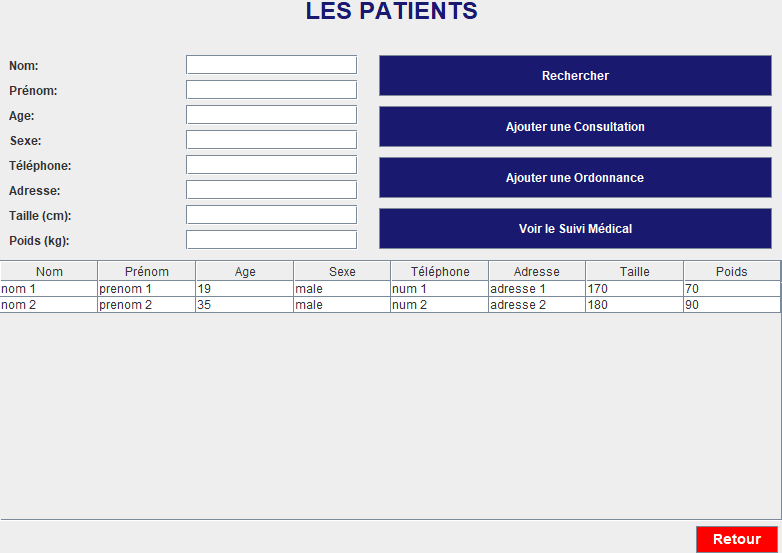 LES PATIENTS
Nom:
Prénom:
Age:
Sexe:
Téléphone:
Adresse:
Taille (cm):
Poids (kg):
Rechercher
Ajouter une Consultation
Ajouter une Ordonnance
Voir le Suivi Médical
Nom Prénom Age Sexe Téléphone Adresse Taille Poids
nom 1 prenom 1 19 male num 1 adresse 1 170 70
nom 2 prenom 2 35 male num 2 adresse 2 180 90
Retour